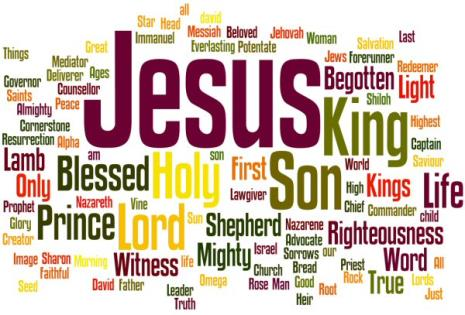 Star Head all david
Immanuel Messiah Beloved Jehovah Woman
Things Great Everlasting Potentate Salvation Last
Mediator Jews Forerunner
Governor Deliverer Ages Begotten Redeemer
Saints Counsellor Light
Almighty Peace Jesus King Shiloh Highest
Cornerstone
Resurrection Alpha am son World Captain
Lamb Blessed Holy First Son Saviour
Only Lawgiver High Kings Life
Prophet Nazareth Vine Chief Commander child
Glory Prince Lord Sun Shepherd Nazarene Righteousness
Creator Mighty Israel Advocate
Image Sharon Morning Witness life Sorrows our Priest Word All
Faithful Church Bread Rock True Lords
Seed David Father Omega Rose Man Good Root Just
Leader Heir
Truth